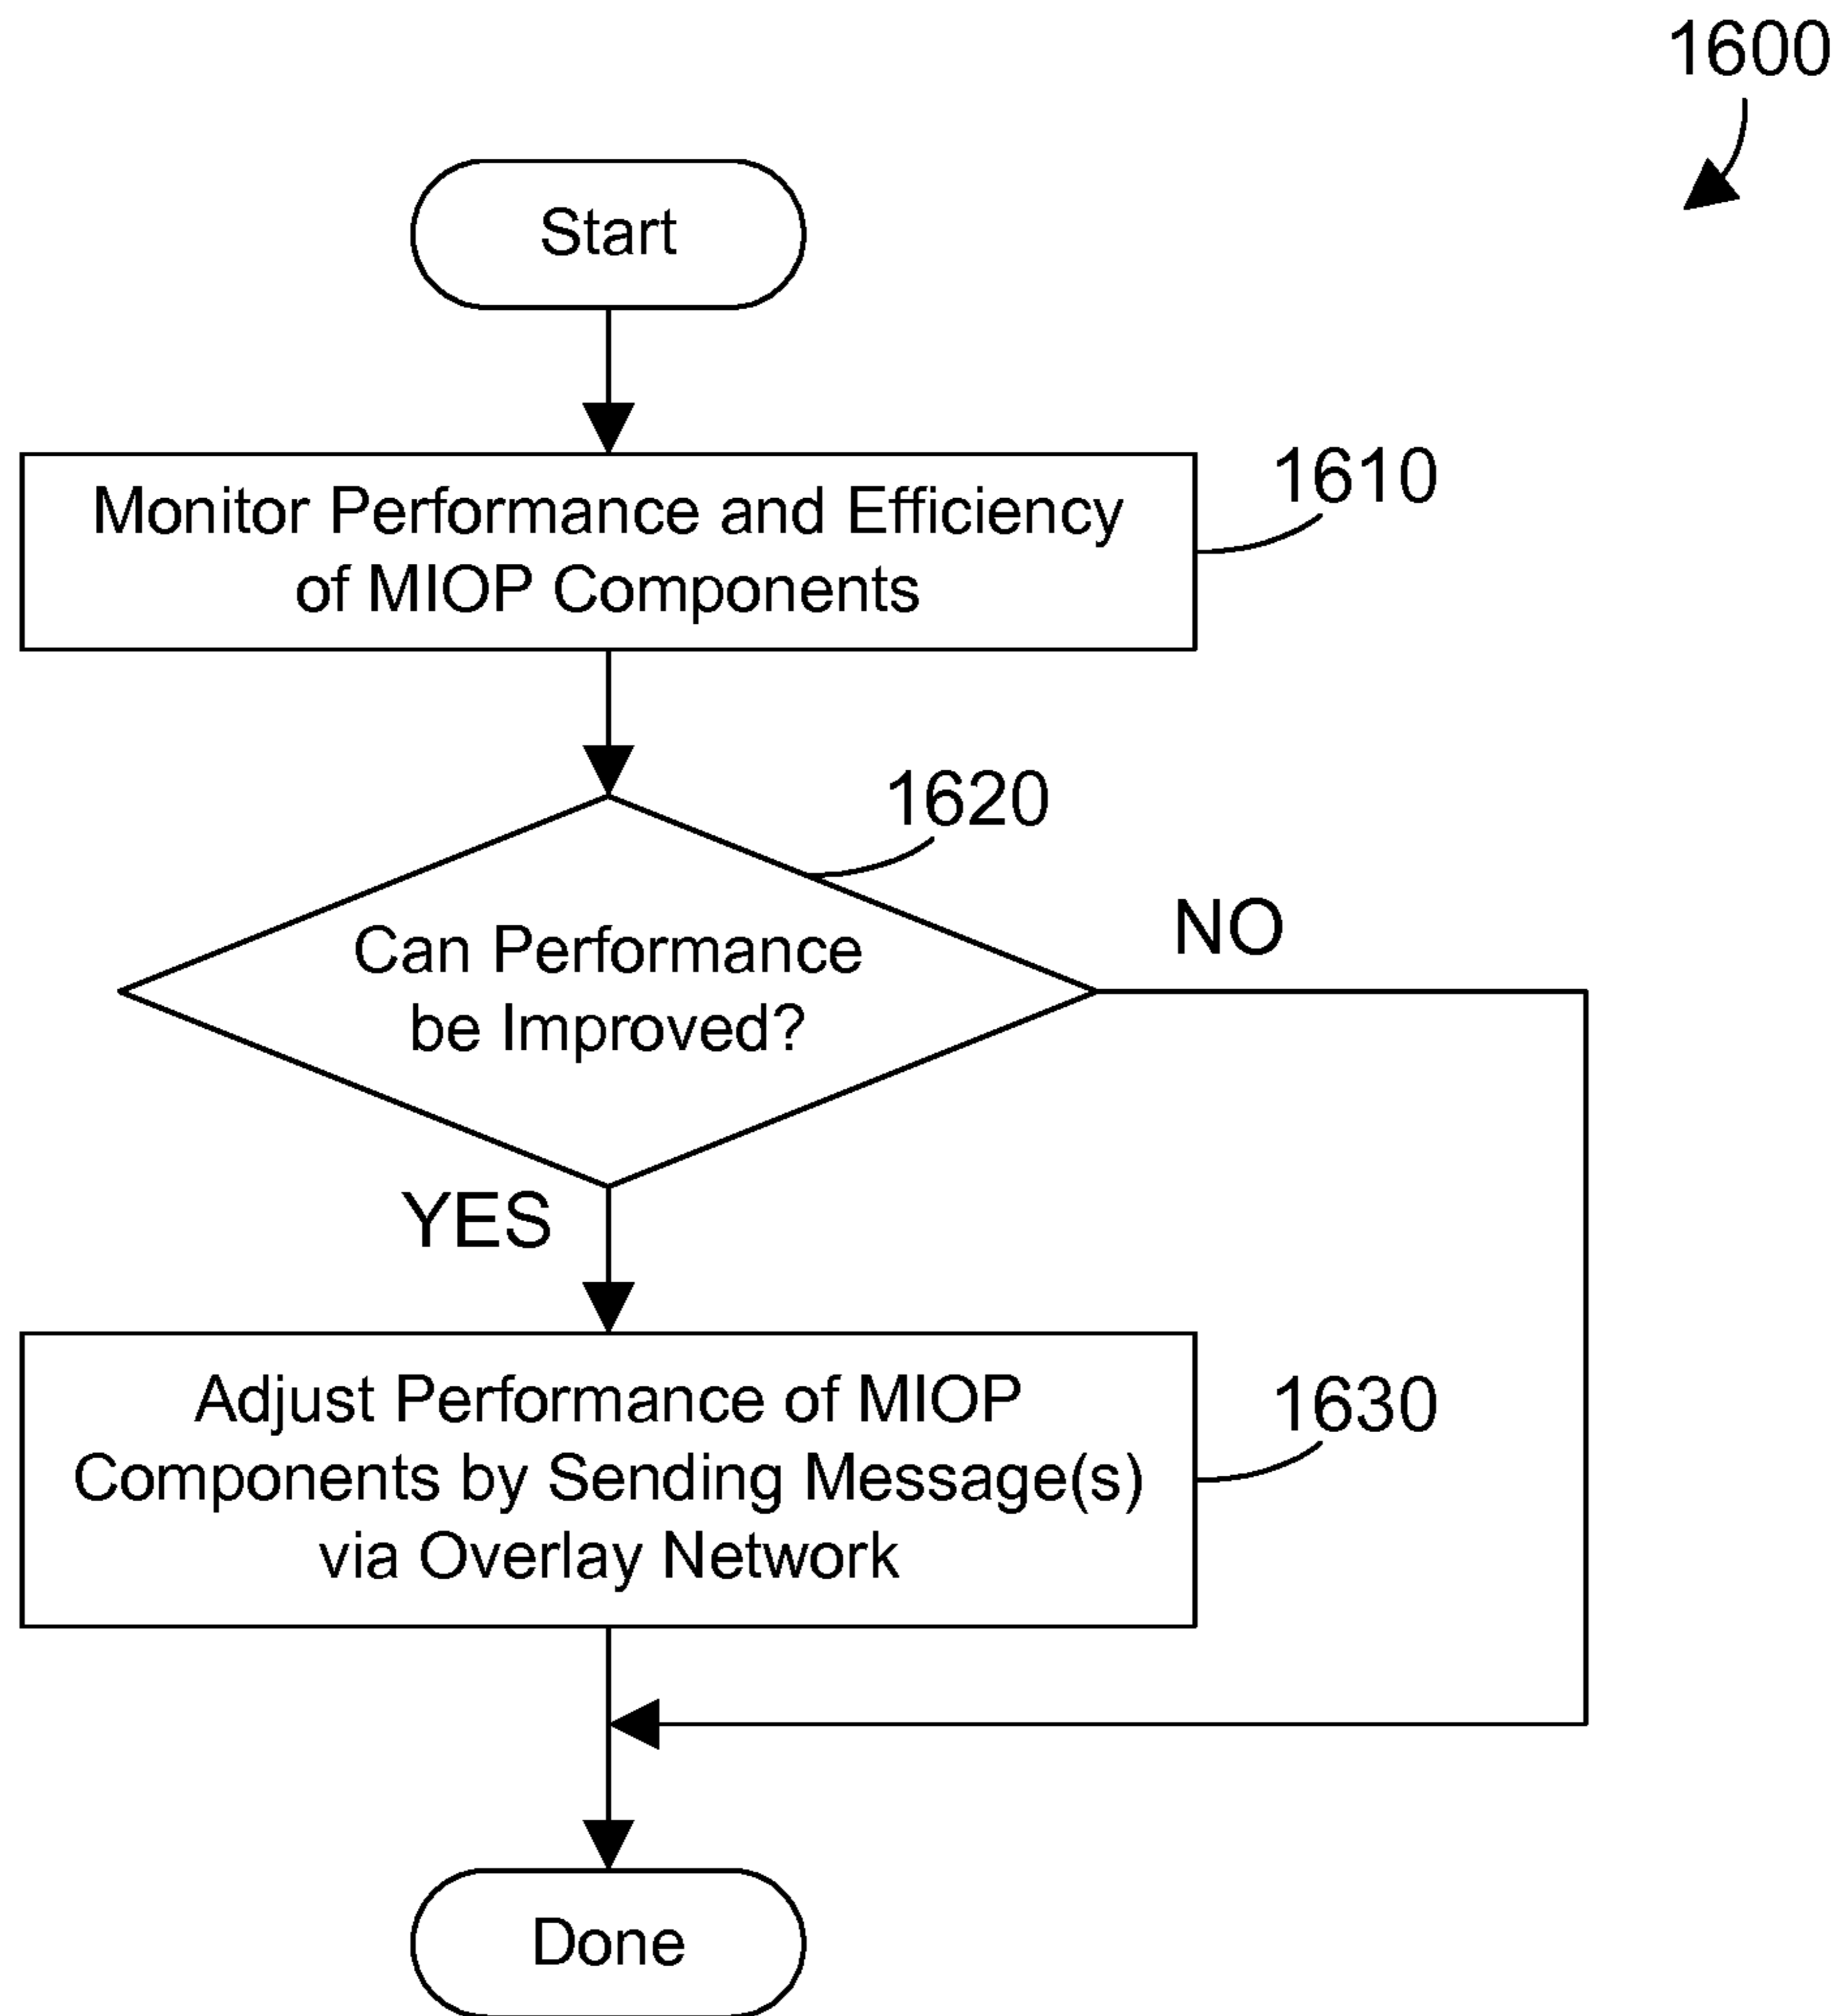 1600
Start
Monitor Performance and Efficiency
of MIOP Components
1610
1620
Can Performance
be Improved?
NO
YES
Adjust Performance of MIOP
Components by Sending Message(s)
via Overlay Network
1630
Done